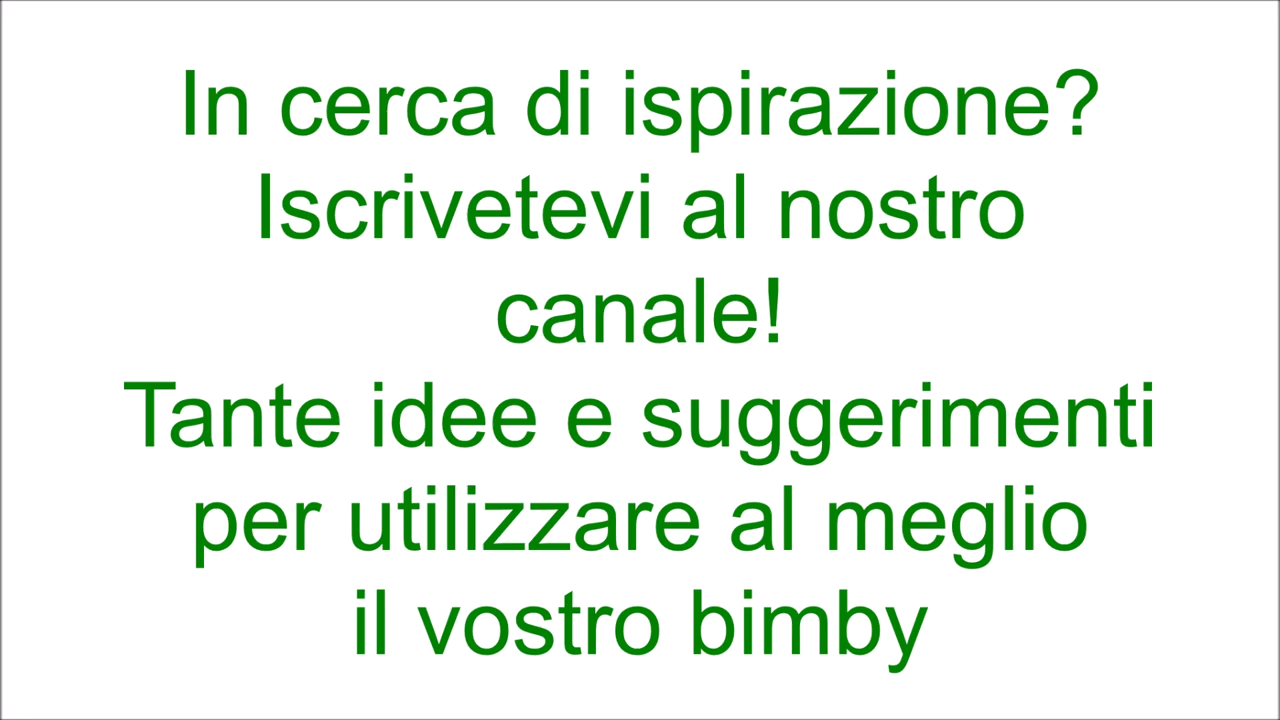 In cerca di ispirazione?
Iscrivetevi al nostro
canale!
Tante idee e suggerimenti
per utilizzare al meglio
il vostro bimby